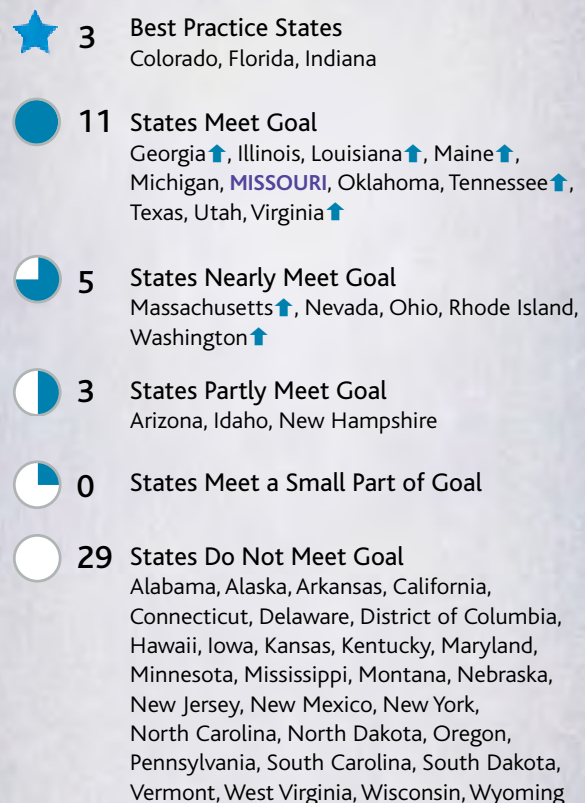 3 Best Practice States
Colorado, Florida, Indiana
11 States Meet Goal
Georgia⬆, Illinois, Louisiana⬆, Maine⬆,
Michigan, MISSOURI, Oklahoma, Tennessee⬆,
Texas, Utah, Virginia⬆
5 States Nearly Meet Goal
Massachusetts⬆, Nevada, Ohio, Rhode Island,
Washington⬆
3 States Partly Meet Goal
Arizona, Idaho, New Hampshire
0 States Meet a Small Part of Goal
29 States Do Not Meet Goal
Alabama, Alaska, Arkansas, California,
Connecticut, Delaware, District of Columbia,
Hawaii, Iowa, Kansas, Kentucky, Maryland,
Minnesota, Mississippi, Montana, Nebraska,
New Jersey, New Mexico, New York,
North Carolina, North Dakota, Oregon,
Pennsylvania, South Carolina, South Dakota,
Vermont, West Virginia, Wisconsin, Wyoming